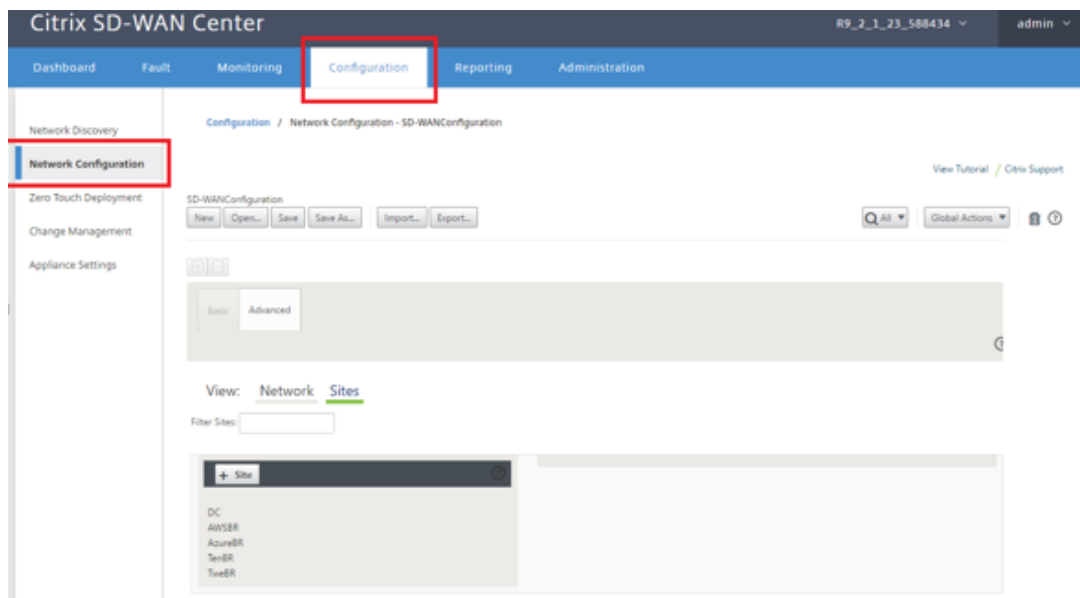 Citrix SD-WAN Center R9_2_1_23_588434 admin
Dashboard Fault Monitoring Configuration Reporting Administration
Network Discovery
Network Configuration
Zero Touch Deployment
Change Management
Appliance Settings
Configuration / Network Configuration - SD-WANConfiguration
View Tutorial / Citrix Support
SD-WANConfiguration
New Open... Save Save As... Import... Export... All Global Actions
Basic Advanced
View: Network Sites
Filter Sites:
+ Site
DC
AWSBR
AzureBR
TenBR
TweBR